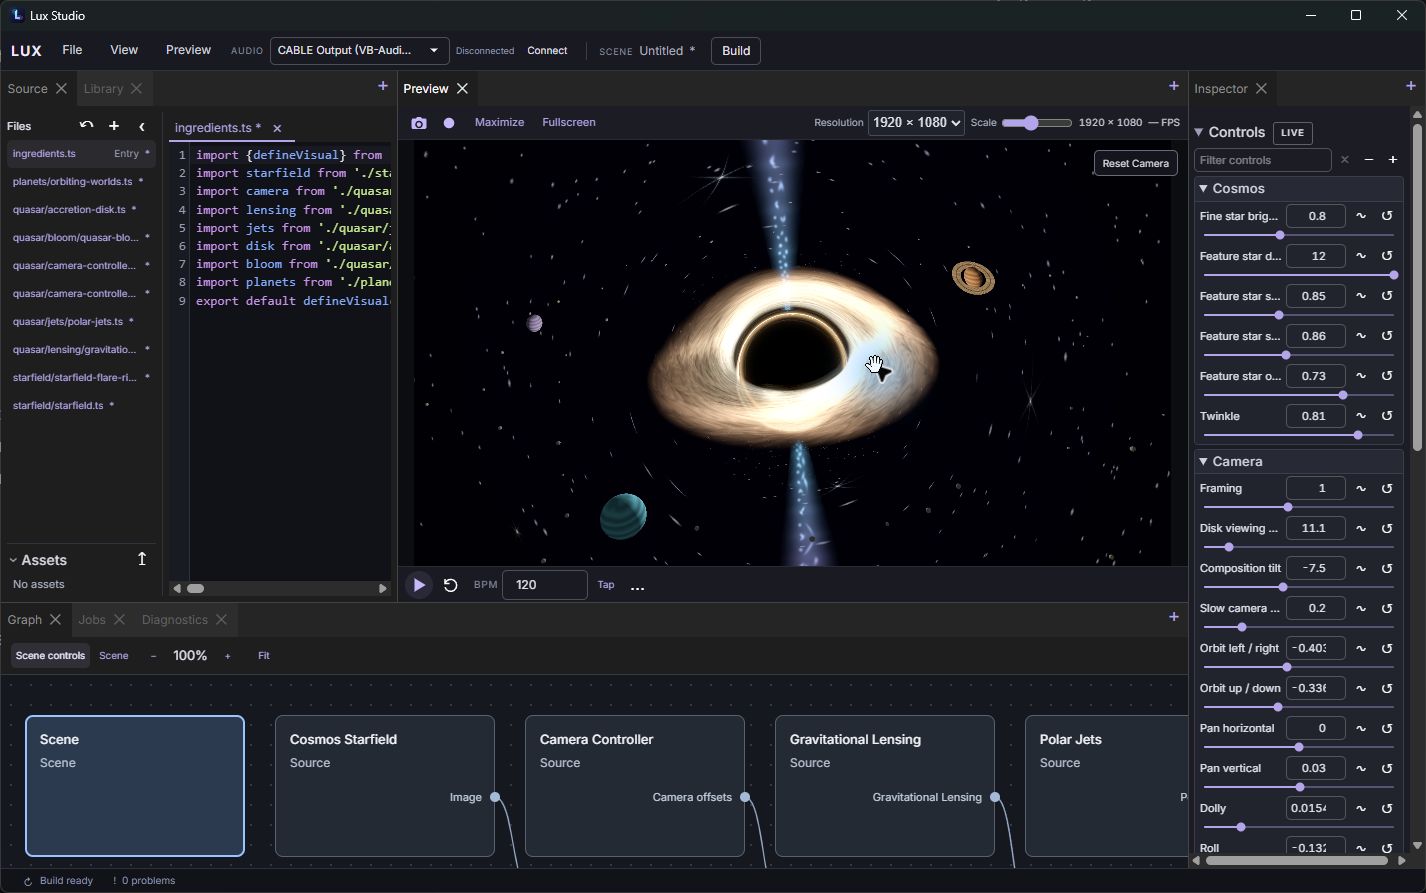 Lux Studio
LUX File View Preview AUDIO CABLE Output (VB-Audi... Disconnected Connect SCENE Untitled * Build
Source Library +
Files
ingredients.ts Entry *
planets/orbiting-worlds.ts *
quasar/accretion-disk.ts *
quasar/bloom/quasar-blo... *
quasar/camera-controlle... *
quasar/camera-controlle... *
quasar/jets/polar-jets.ts *
quasar/lensing/gravitatio... *
starfield/starfield-flare-ri... *
starfield/starfield.ts *
Assets
No assets
ingredients.ts *
1 import {defineVisual} from
2 import starfield from './sta
3 import camera from './quasa
4 import lensing from './quasa
5 import jets from './quasar/j
6 import disk from './quasar/a
7 import bloom from './quasar/
8 import planets from './plane
9 export default defineVisual
Preview +
Maximize Fullscreen Resolution 1920 × 1080 Scale 1920 × 1080 — FPS
Reset Camera
BPM 120 Tap ...
Graph Jobs Diagnostics +
Scene controls Scene − 100% + Fit
Scene
Scene
Cosmos Starfield
Source
Image
Camera Controller
Source
Camera offsets
Gravitational Lensing
Source
Gravitational Lensing
Polar Jets
Source
P
Inspector +
Controls LIVE
Filter controls
Cosmos
Fine star brig... 0.8
Feature star d... 12
Feature star s... 0.85
Feature star s... 0.86
Feature star o... 0.73
Twinkle 0.81
Camera
Framing 1
Disk viewing ... 11.1
Composition tilt -7.5
Slow camera ... 0.2
Orbit left / right -0.403
Orbit up / down -0.336
Pan horizontal 0
Pan vertical 0.03
Dolly 0.0154
Roll -0.132
Build ready ! 0 problems